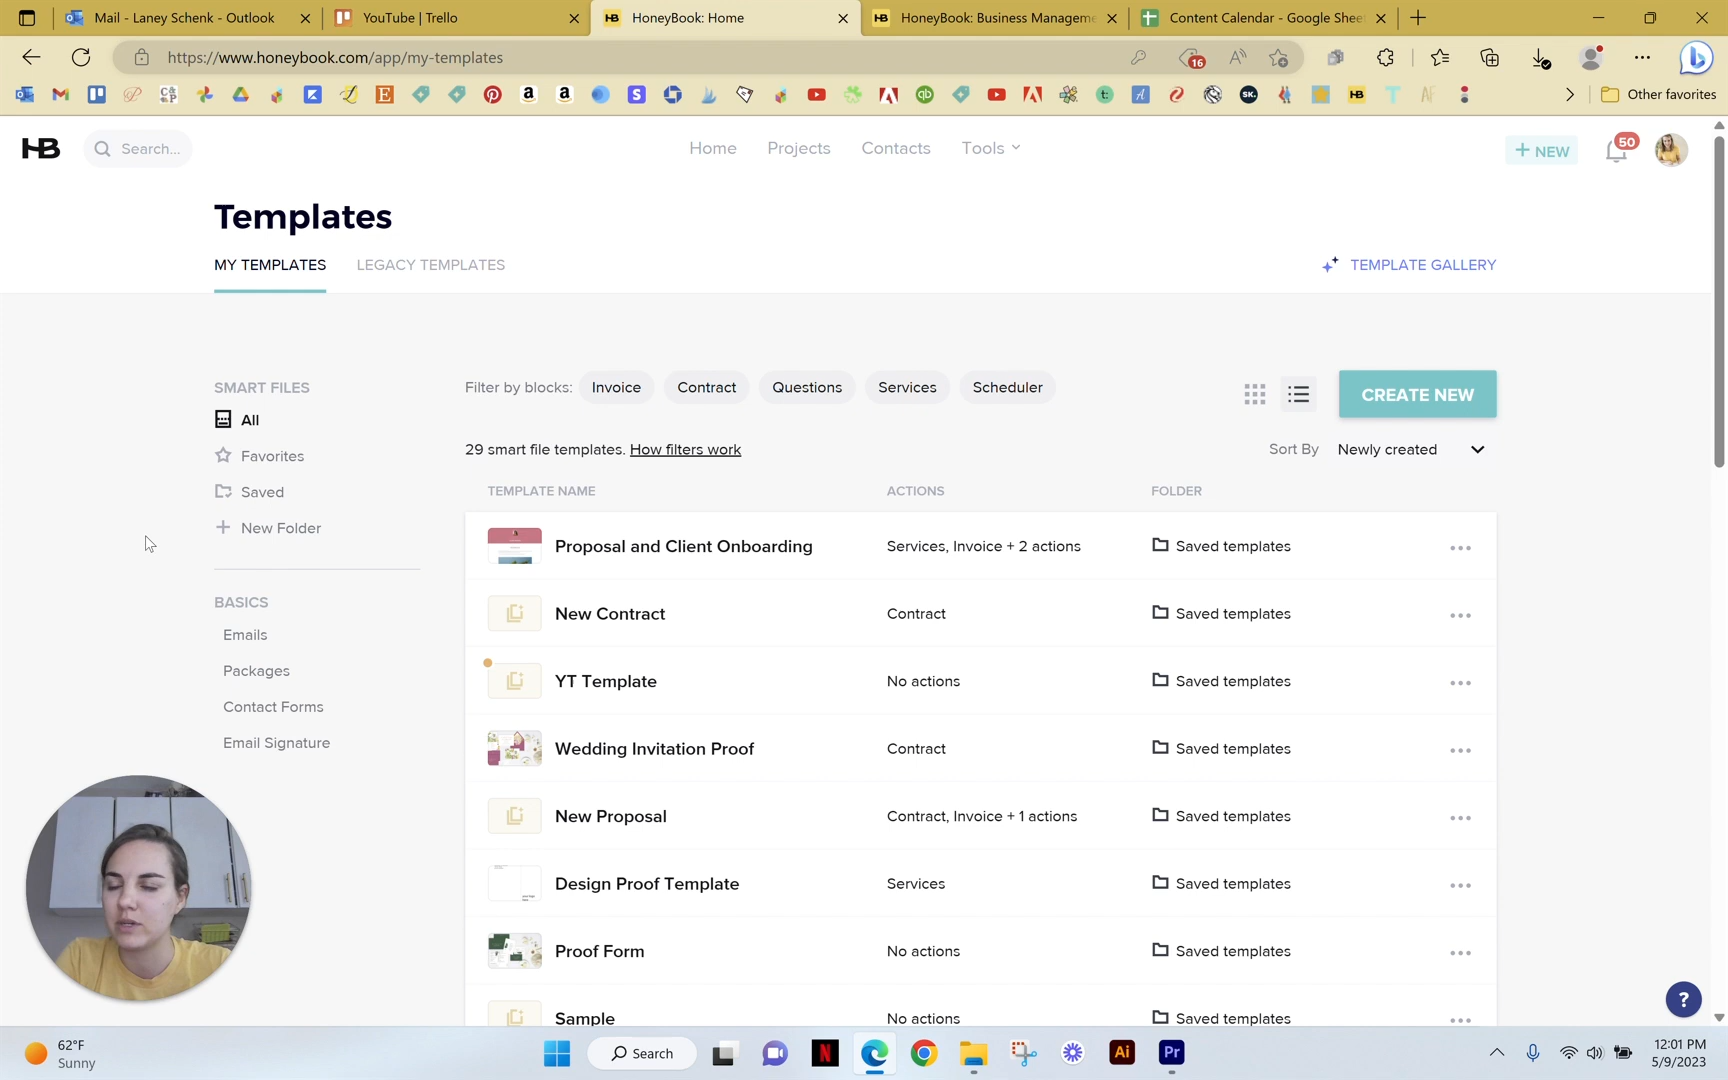 Mail - Laney Schenk - Outlook
YouTube | Trello
HoneyBook: Home
HoneyBook: Business Manageme
Content Calendar - Google Shee
https://www.honeybook.com/app/my-templates
16
Other favorites
HB
Search...
Home
Projects
Contacts
Tools
+ NEW
50
Templates
MY TEMPLATES
LEGACY TEMPLATES
TEMPLATE GALLERY
SMART FILES
All
Favorites
Saved
New Folder
BASICS
Emails
Packages
Contact Forms
Email Signature
Filter by blocks:
Invoice
Contract
Questions
Services
Scheduler
CREATE NEW
29 smart file templates. How filters work
Sort By
Newly created
TEMPLATE NAME
ACTIONS
FOLDER
Proposal and Client Onboarding
Services, Invoice + 2 actions
Saved templates
New Contract
Contract
Saved templates
YT Template
No actions
Saved templates
Wedding Invitation Proof
Contract
Saved templates
New Proposal
Contract, Invoice + 1 actions
Saved templates
Design Proof Template
Services
Saved templates
Proof Form
No actions
Saved templates
Sample
No actions
Saved templates
?
62°F
Sunny
Search
N
Ai
Pr
12:01 PM
5/9/2023